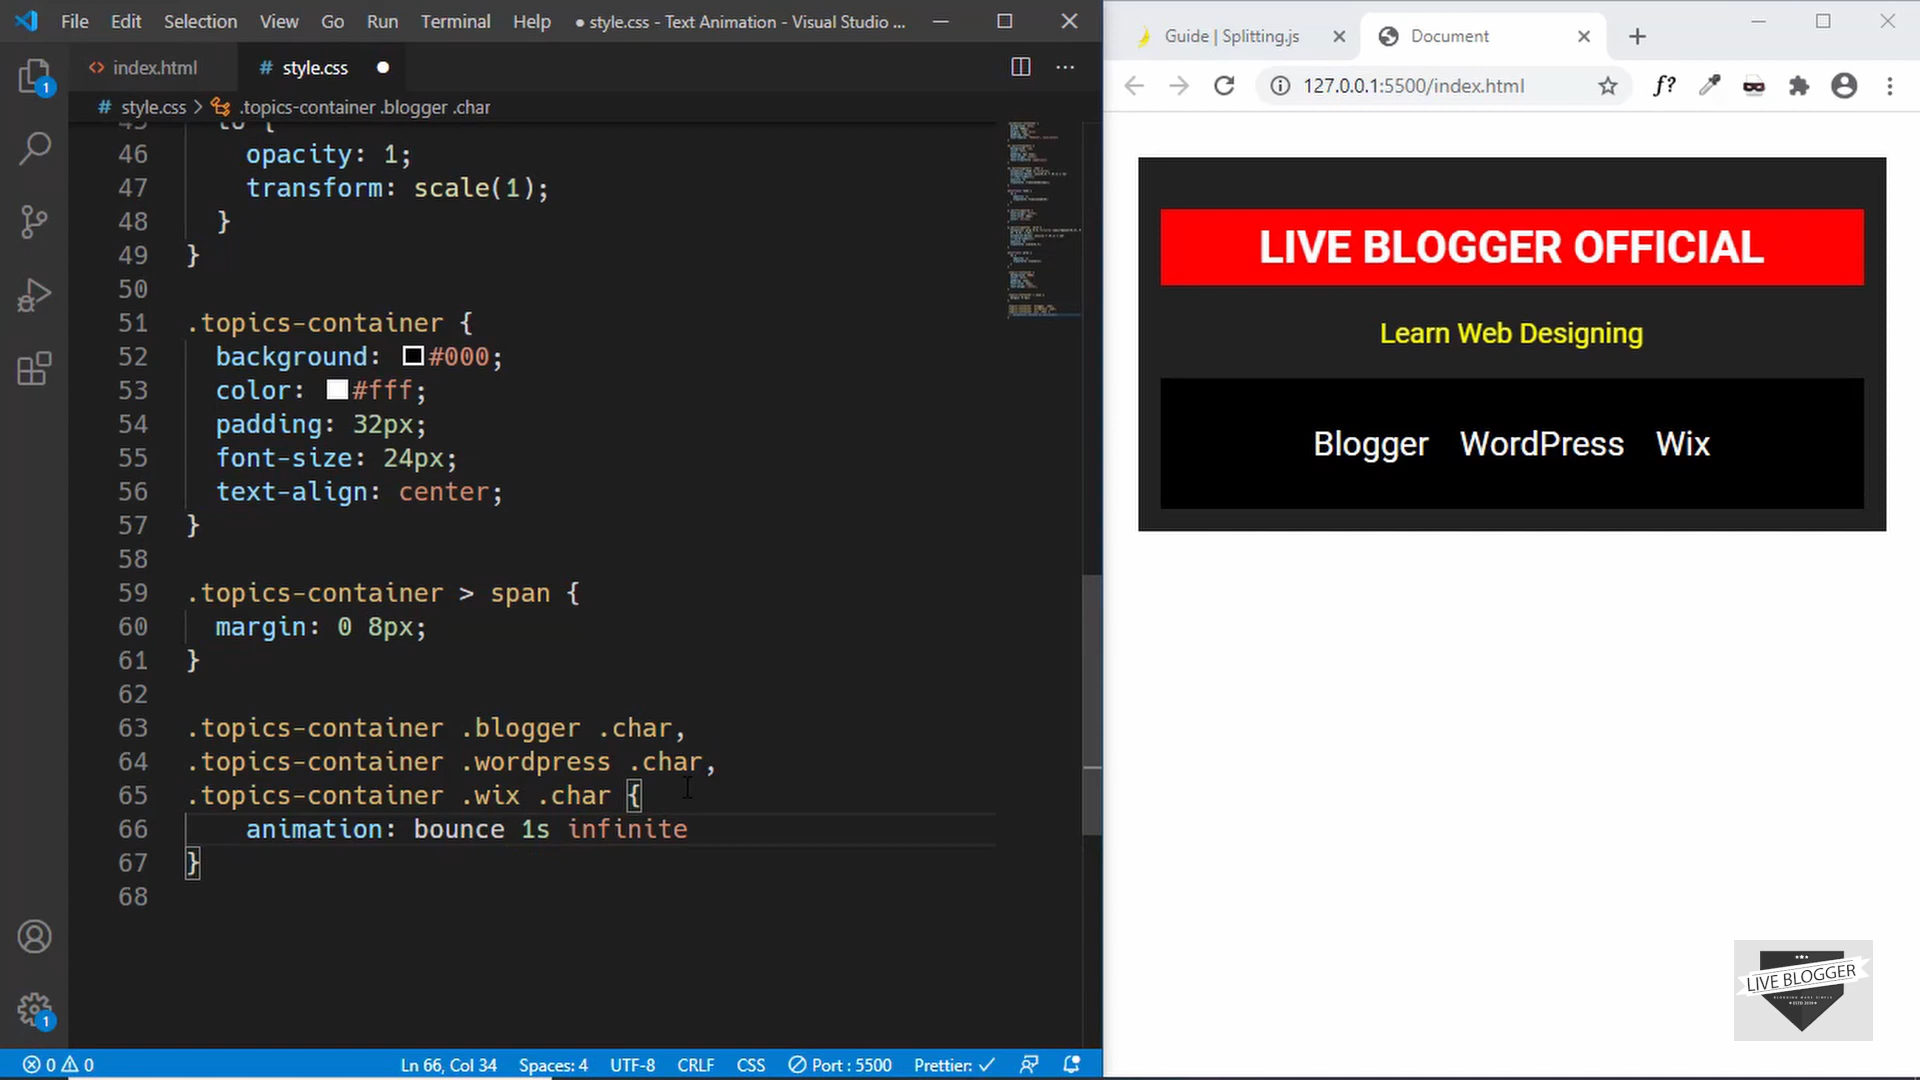 File Edit Selection View Go Run Terminal Help ● style.css - Text Animation - Visual Studio ...
Guide | Splitting.js
Document
index.html
# style.css
127.0.0.1:5500/index.html
# style.css > .topics-container .blogger .char
45 to {
46 opacity: 1;
47 transform: scale(1);
48 }
49 }
50
51 .topics-container {
52 background: #000;
53 color: #fff;
54 padding: 32px;
55 font-size: 24px;
56 text-align: center;
57 }
58
59 .topics-container > span {
60 margin: 0 8px;
61 }
62
63 .topics-container .blogger .char,
64 .topics-container .wordpress .char,
65 .topics-container .wix .char {
66 animation: bounce 1s infinite
67 }
68
LIVE BLOGGER OFFICIAL
Learn Web Designing
Blogger WordPress Wix
1
1
LIVE BLOGGER
0 0 Ln 66, Col 34 Spaces: 4 UTF-8 CRLF CSS Port : 5500 Prettier: ✓